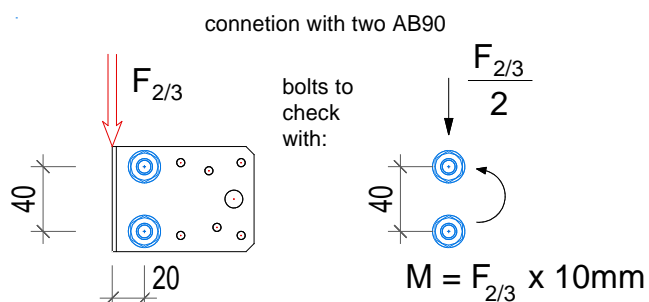 connetion with two AB90
F2/3
bolts to
check
with:
F2/3
2
40
40
20
M = F2/3 x 10mm